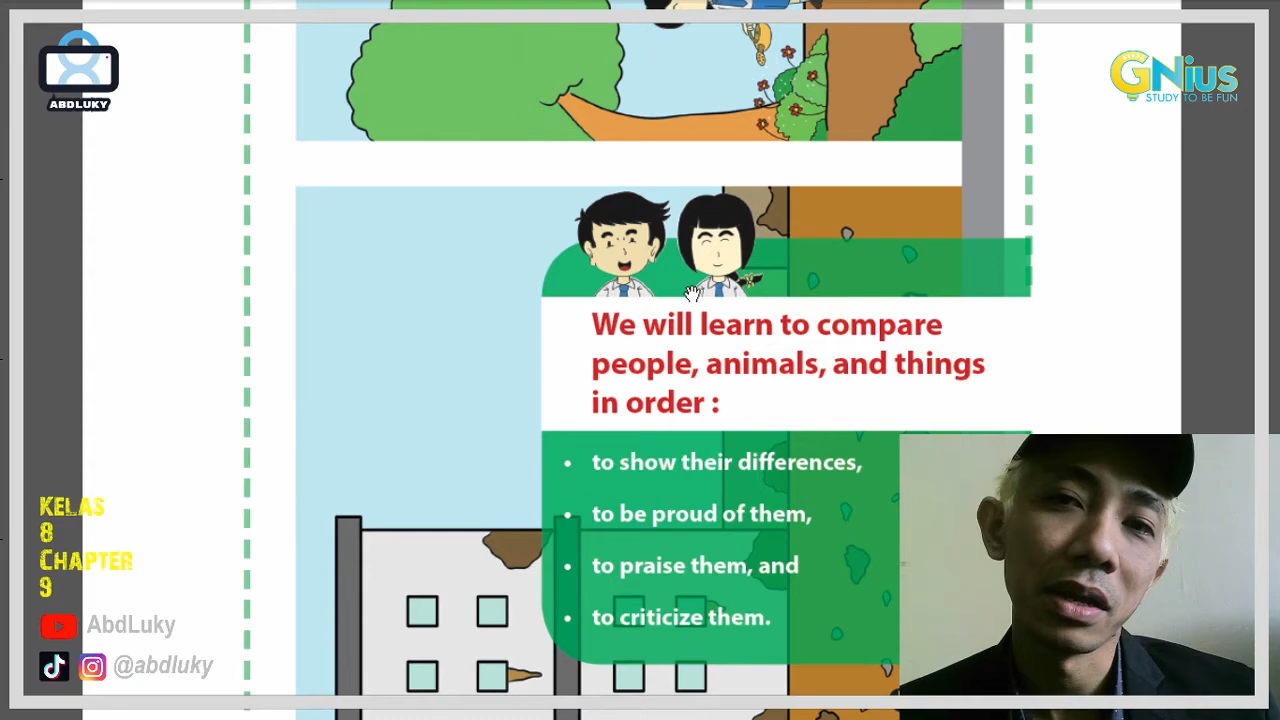 ABDLUKY
GNius
STUDY TO BE FUN
We will learn to compare
people, animals, and things
in order :
• to show their differences,
• to be proud of them,
• to praise them, and
• to criticize them.
KELAS
8
CHAPTER
9
AbdLuky
@abdluky